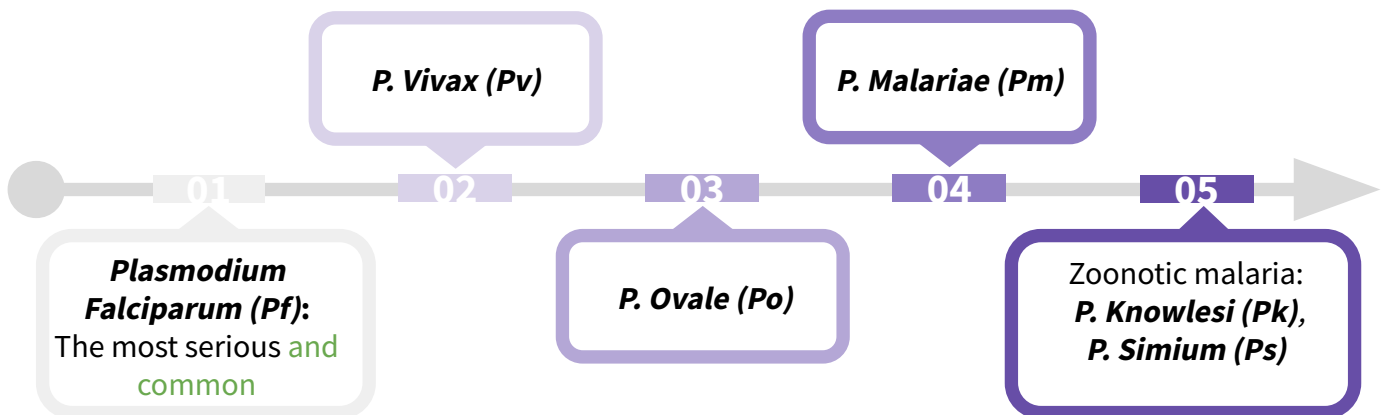 01
Plasmodium
Falciparum (Pf):
The most serious and
common
02
P. Vivax (Pv)
03
P. Ovale (Po)
04
P. Malariae (Pm)
05
Zoonotic malaria:
P. Knowlesi (Pk),
P. Simium (Ps)